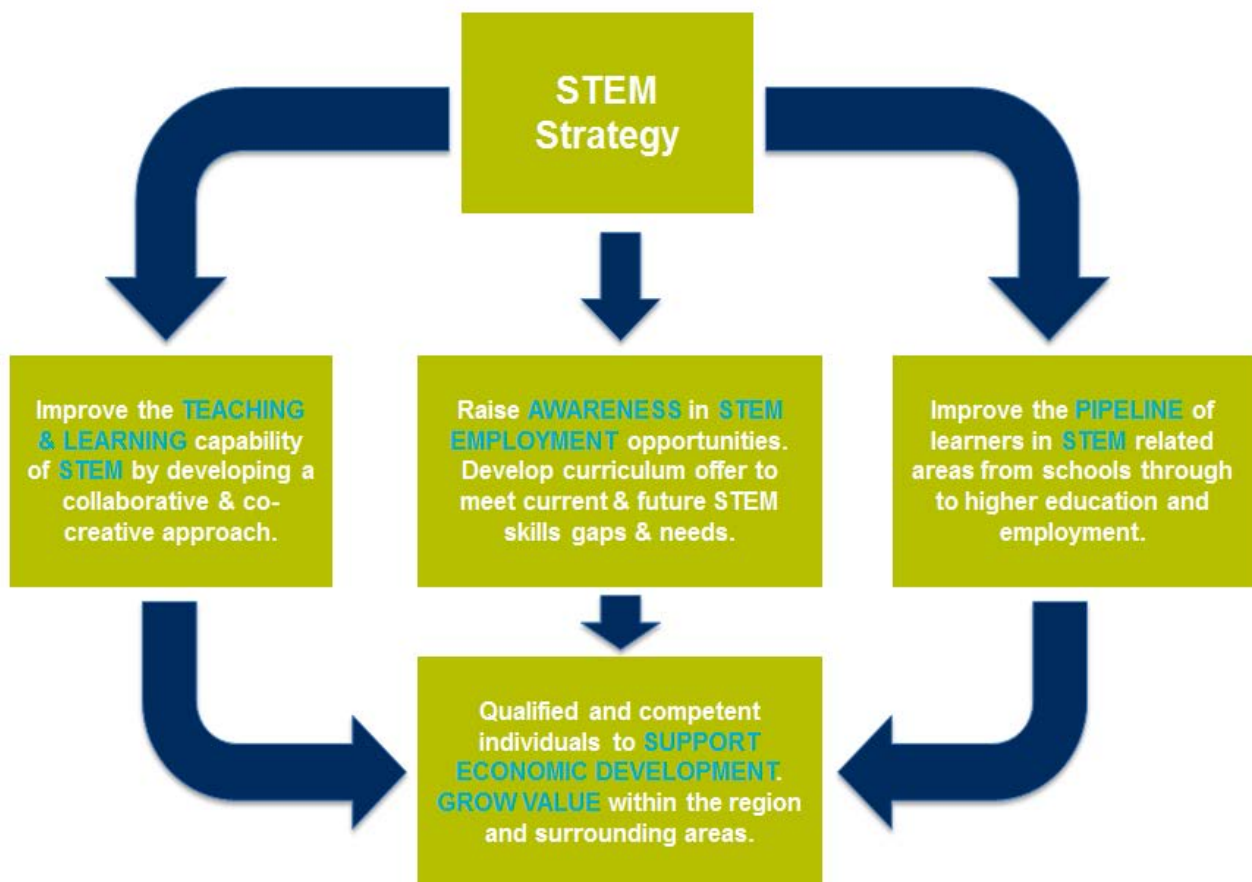 STEM
Strategy
Improve the TEACHING
& LEARNING capability
of STEM by developing a
collaborative & co-
creative approach.
Raise AWARENESS in STEM
EMPLOYMENT opportunities.
Develop curriculum offer to
meet current & future STEM
skills gaps & needs.
Improve the PIPELINE of
learners in STEM related
areas from schools through
to higher education and
employment.
Qualified and competent
individuals to SUPPORT
ECONOMIC DEVELOPMENT.
GROW VALUE within the region
and surrounding areas.